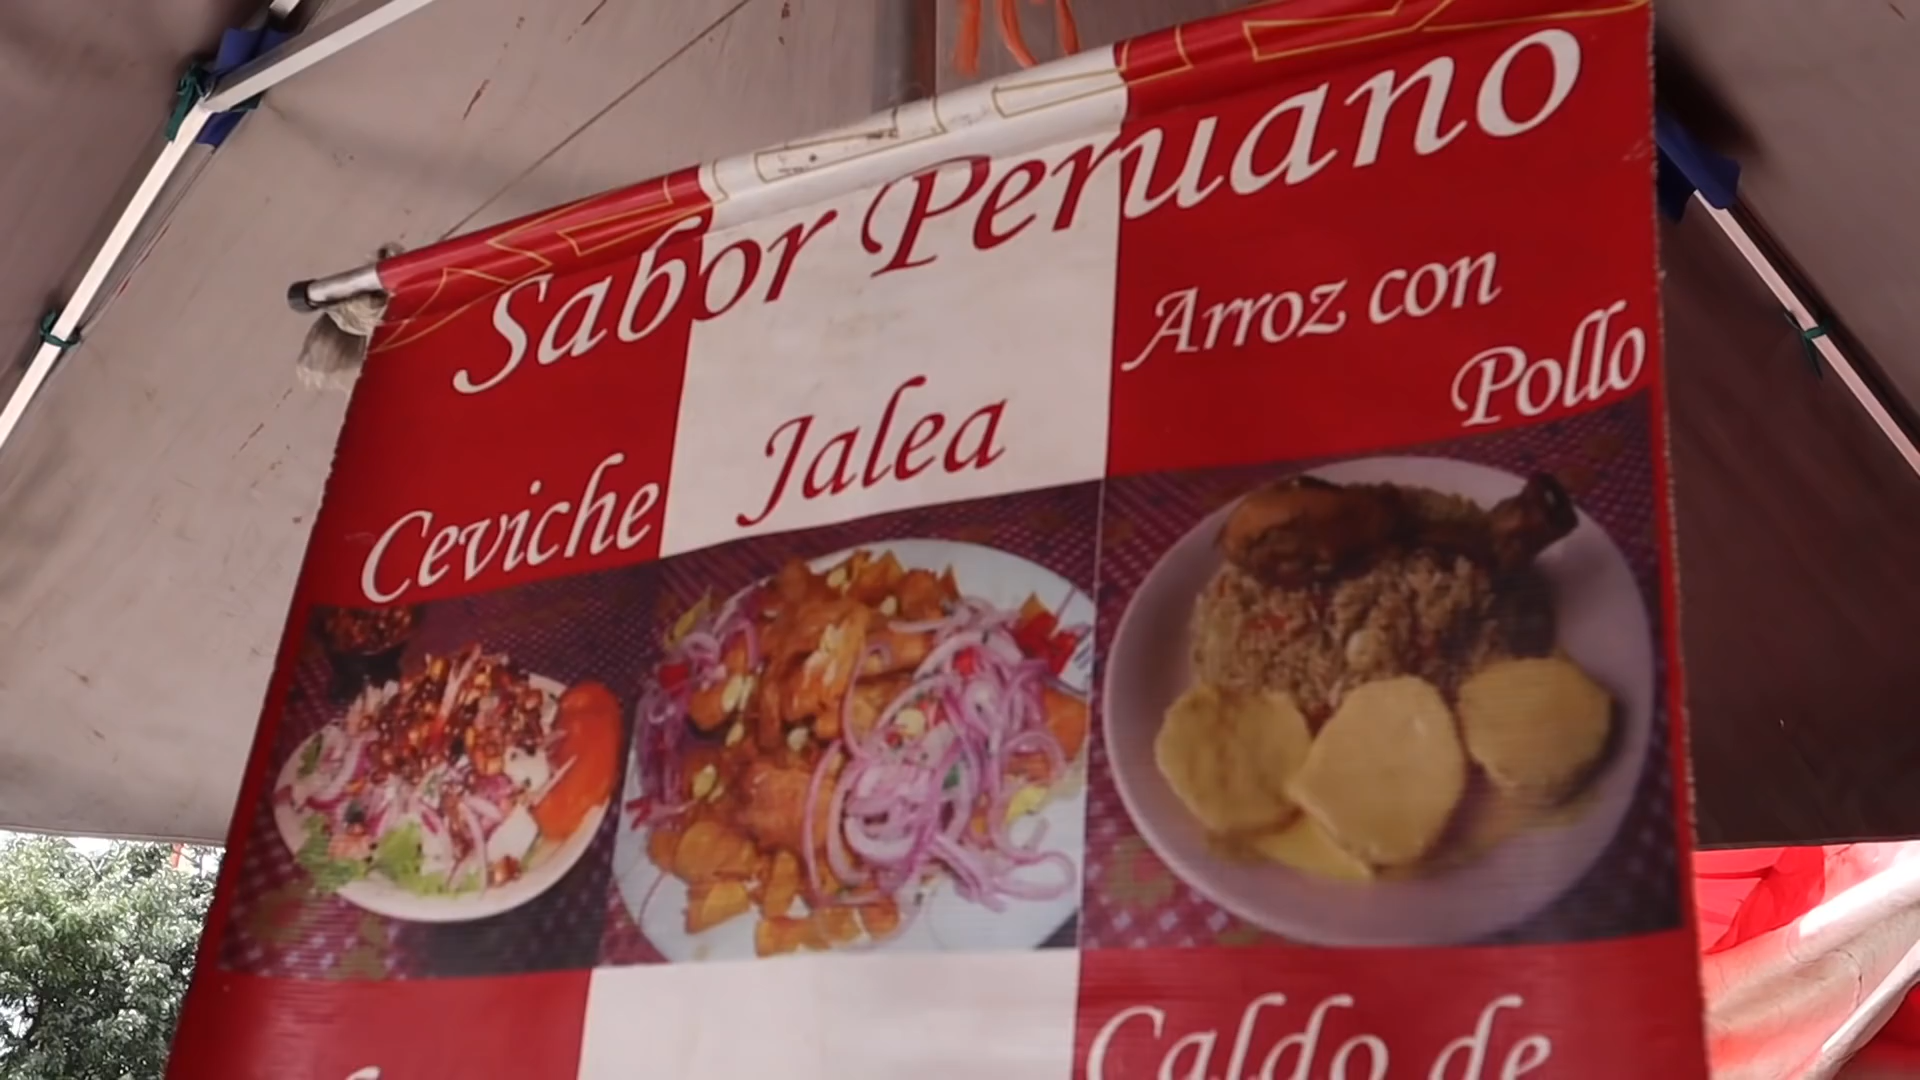 Sabor Peruano
Ceviche
Jalea
Arroz con
Pollo
Caldo de